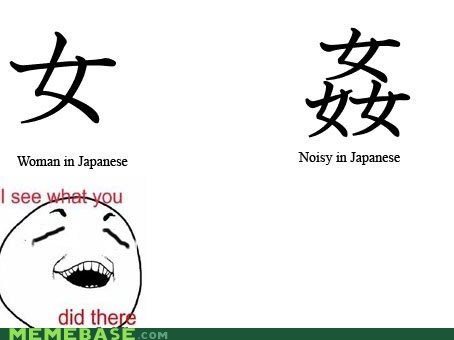 女
姦
Woman in Japanese
Noisy in Japanese
I see what you
did there
MEMEBASE.COM